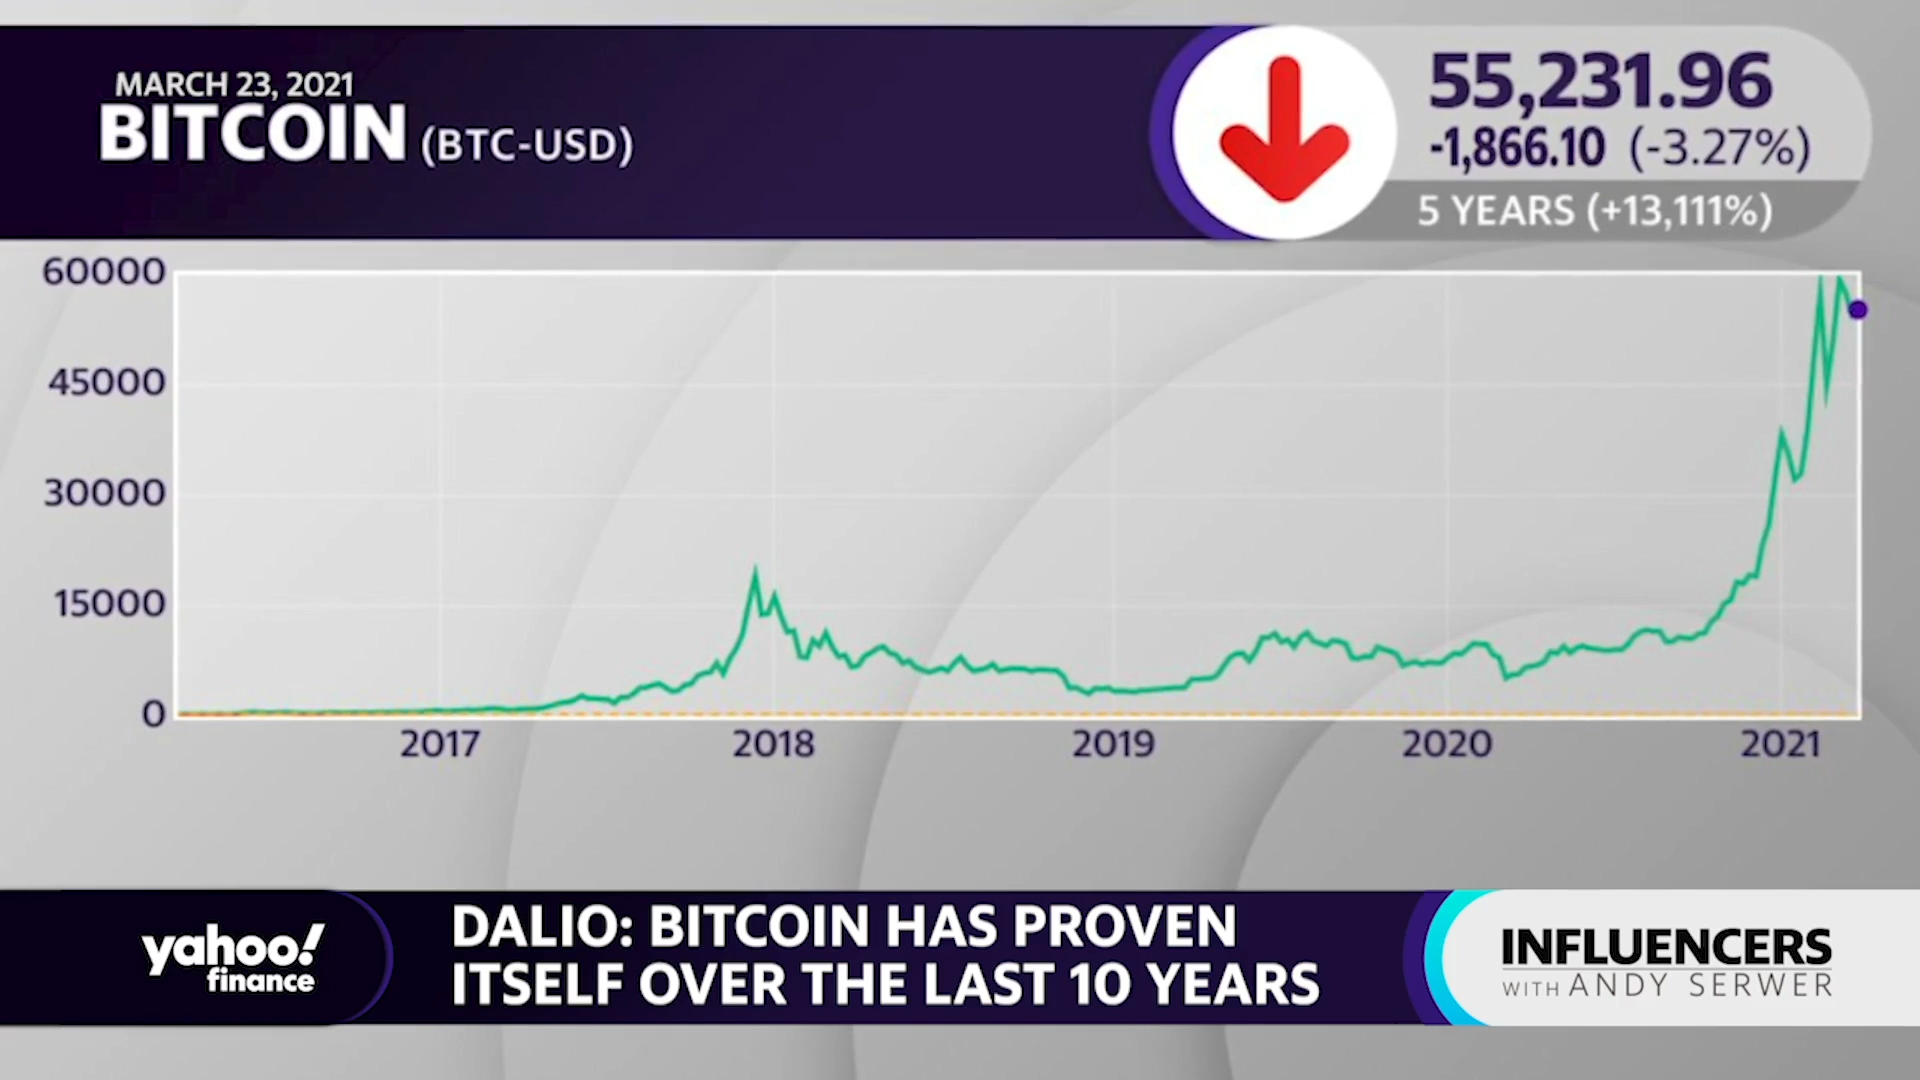 MARCH 23, 2021
BITCOIN (BTC-USD)
55,231.96
-1,866.10 (-3.27%)
5 YEARS (+13,111%)
60000
45000
30000
15000
0
2017 2018 2019 2020 2021
yahoo!
finance
DALIO: BITCOIN HAS PROVEN
ITSELF OVER THE LAST 10 YEARS
INFLUENCERS
WITH ANDY SERWER